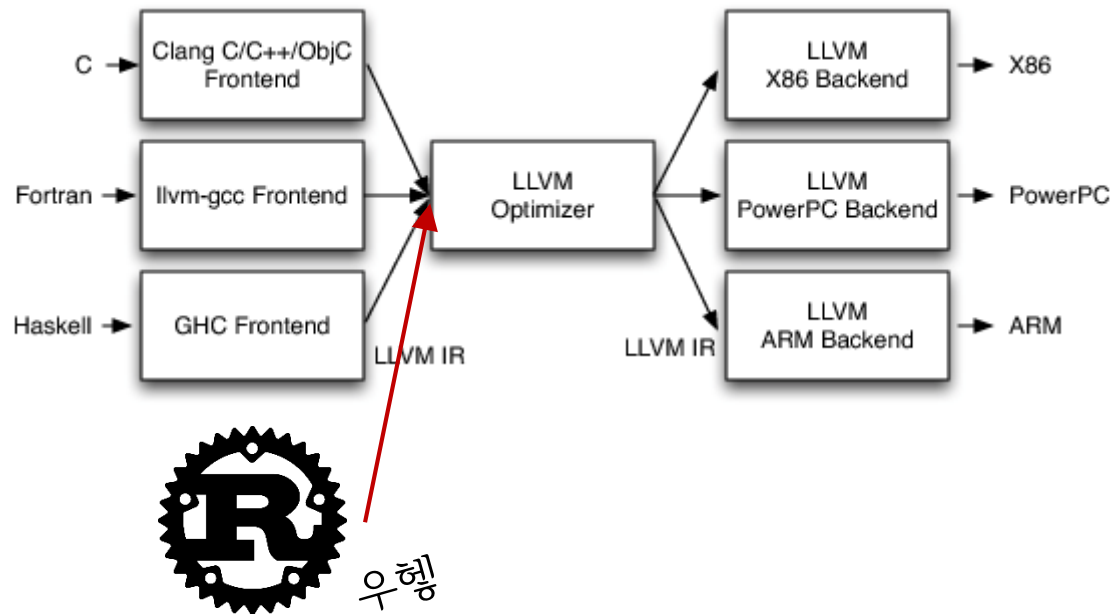 C
Clang C/C++/ObjC
Frontend
LLVM
X86 Backend
X86
Fortran
llvm-gcc Frontend
LLVM
Optimizer
LLVM
PowerPC Backend
PowerPC
Haskell
GHC Frontend
LLVM IR
LLVM IR
LLVM
ARM Backend
ARM
R
우헿